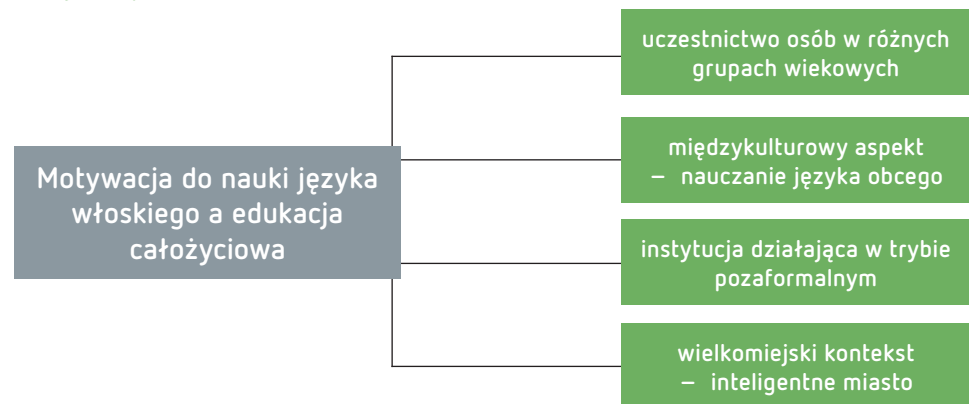 Motywacja do nauki języka
włoskiego a edukacja
całożyciowa
uczestnictwo osób w różnych
grupach wiekowych
międzykulturowy aspekt
– nauczanie języka obcego
instytucja działająca w trybie
pozaformalnym
wielkomiejski kontekst
– inteligentne miasto